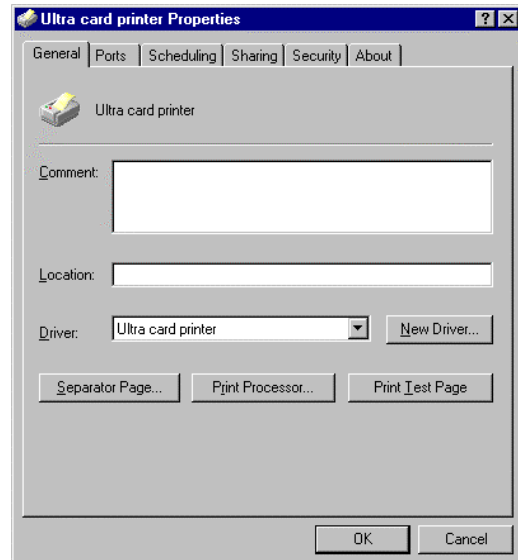 Ultra card printer Properties
General Ports Scheduling Sharing Security About
Ultra card printer
Comment:
Location:
Driver: Ultra card printer New Driver...
Separator Page... Print Processor... Print Test Page
OK Cancel